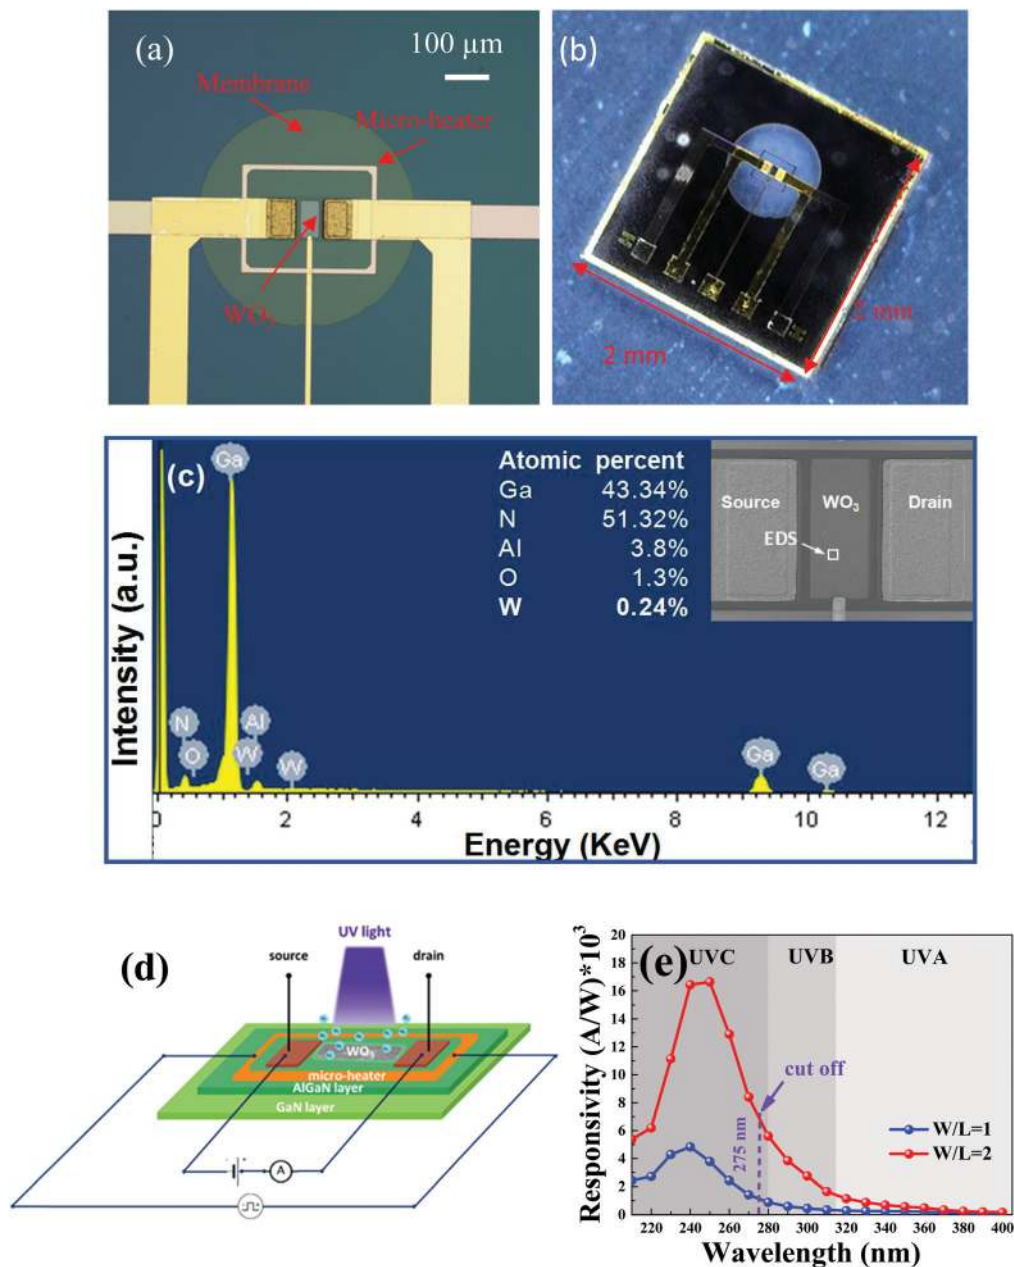 (a)
100 µm
Membrane
Micro-heater
WO₃
(b)
2 mm
2 mm
(c)
Atomic percent
Ga 43.34%
N 51.32%
Al 3.8%
O 1.3%
W 0.24%
Source WO₃ Drain
EDS
Ga
N
O
Al
W
W
Ga
Ga
Intensity (a.u.)
0 2 4 6 8 10 12
Energy (KeV)
(d)
UV light
source
drain
WO₃
micro-heater
AlGaN layer
GaN layer
A
(e)
UVC UVB UVA
cut off
275 nm
W/L=1
W/L=2
Responsivity (A/W)*10³
20
18
16
14
12
10
8
6
4
2
0
220 240 260 280 300 320 340 360 380 400
Wavelength (nm)